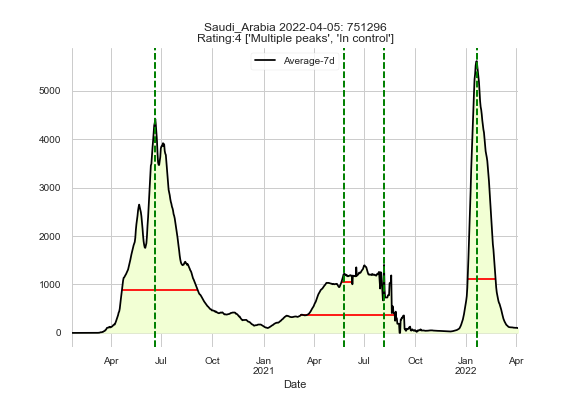 Saudi_Arabia 2022-04-05: 751296
Rating:4 ['Multiple peaks', 'In control']
Average-7d
5000
4000
3000
2000
1000
0
Apr
Jul
Oct
Jan
2021
Apr
Jul
Oct
Jan
2022
Apr
Date